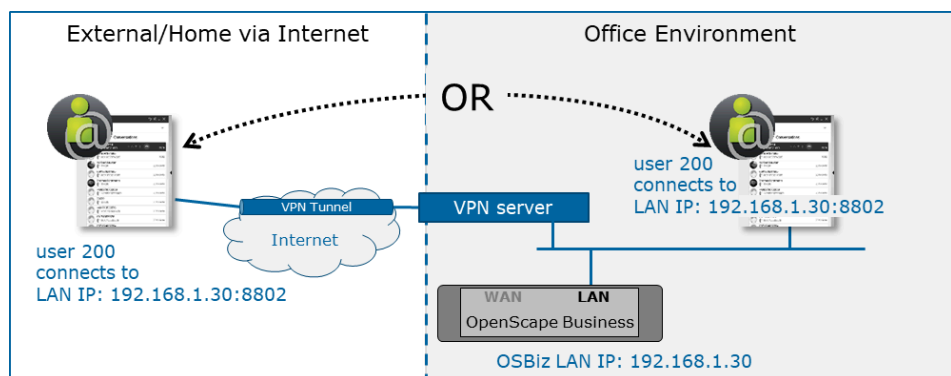 External/Home via Internet
Office Environment
OR
@
@
user 200
connects to
LAN IP: 192.168.1.30:8802
VPN Tunnel
VPN server
Internet
user 200
connects to
LAN IP: 192.168.1.30:8802
WAN LAN
OpenScape Business
OSBiz LAN IP: 192.168.1.30